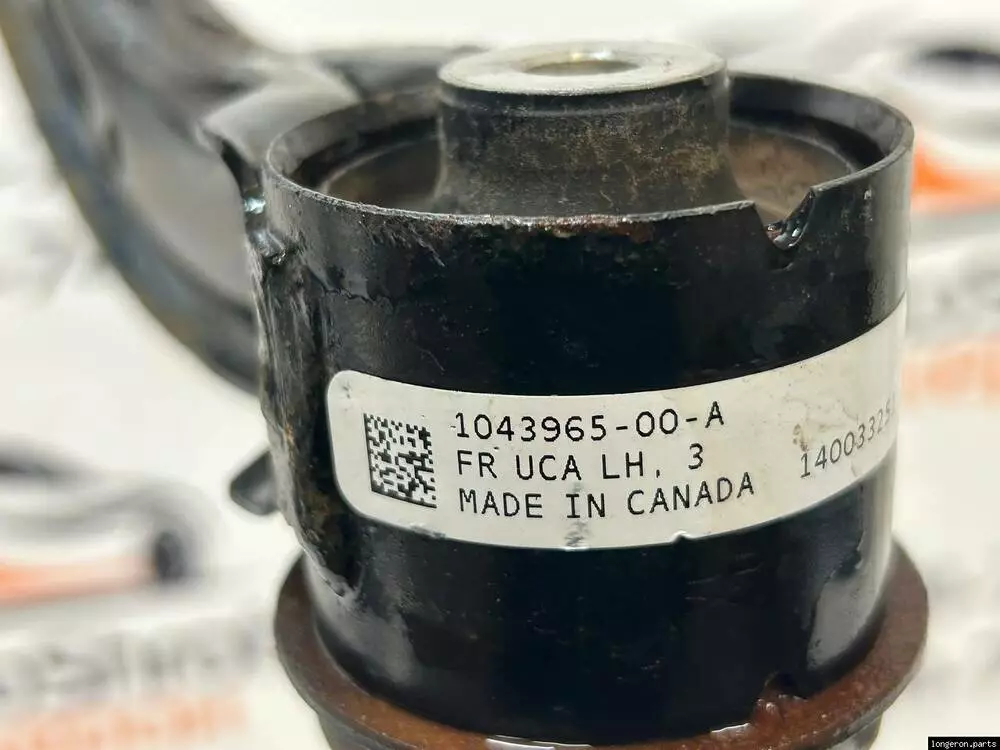 1043965-00-A
FR UCA LH, 3
MADE IN CANADA
longeron.parts